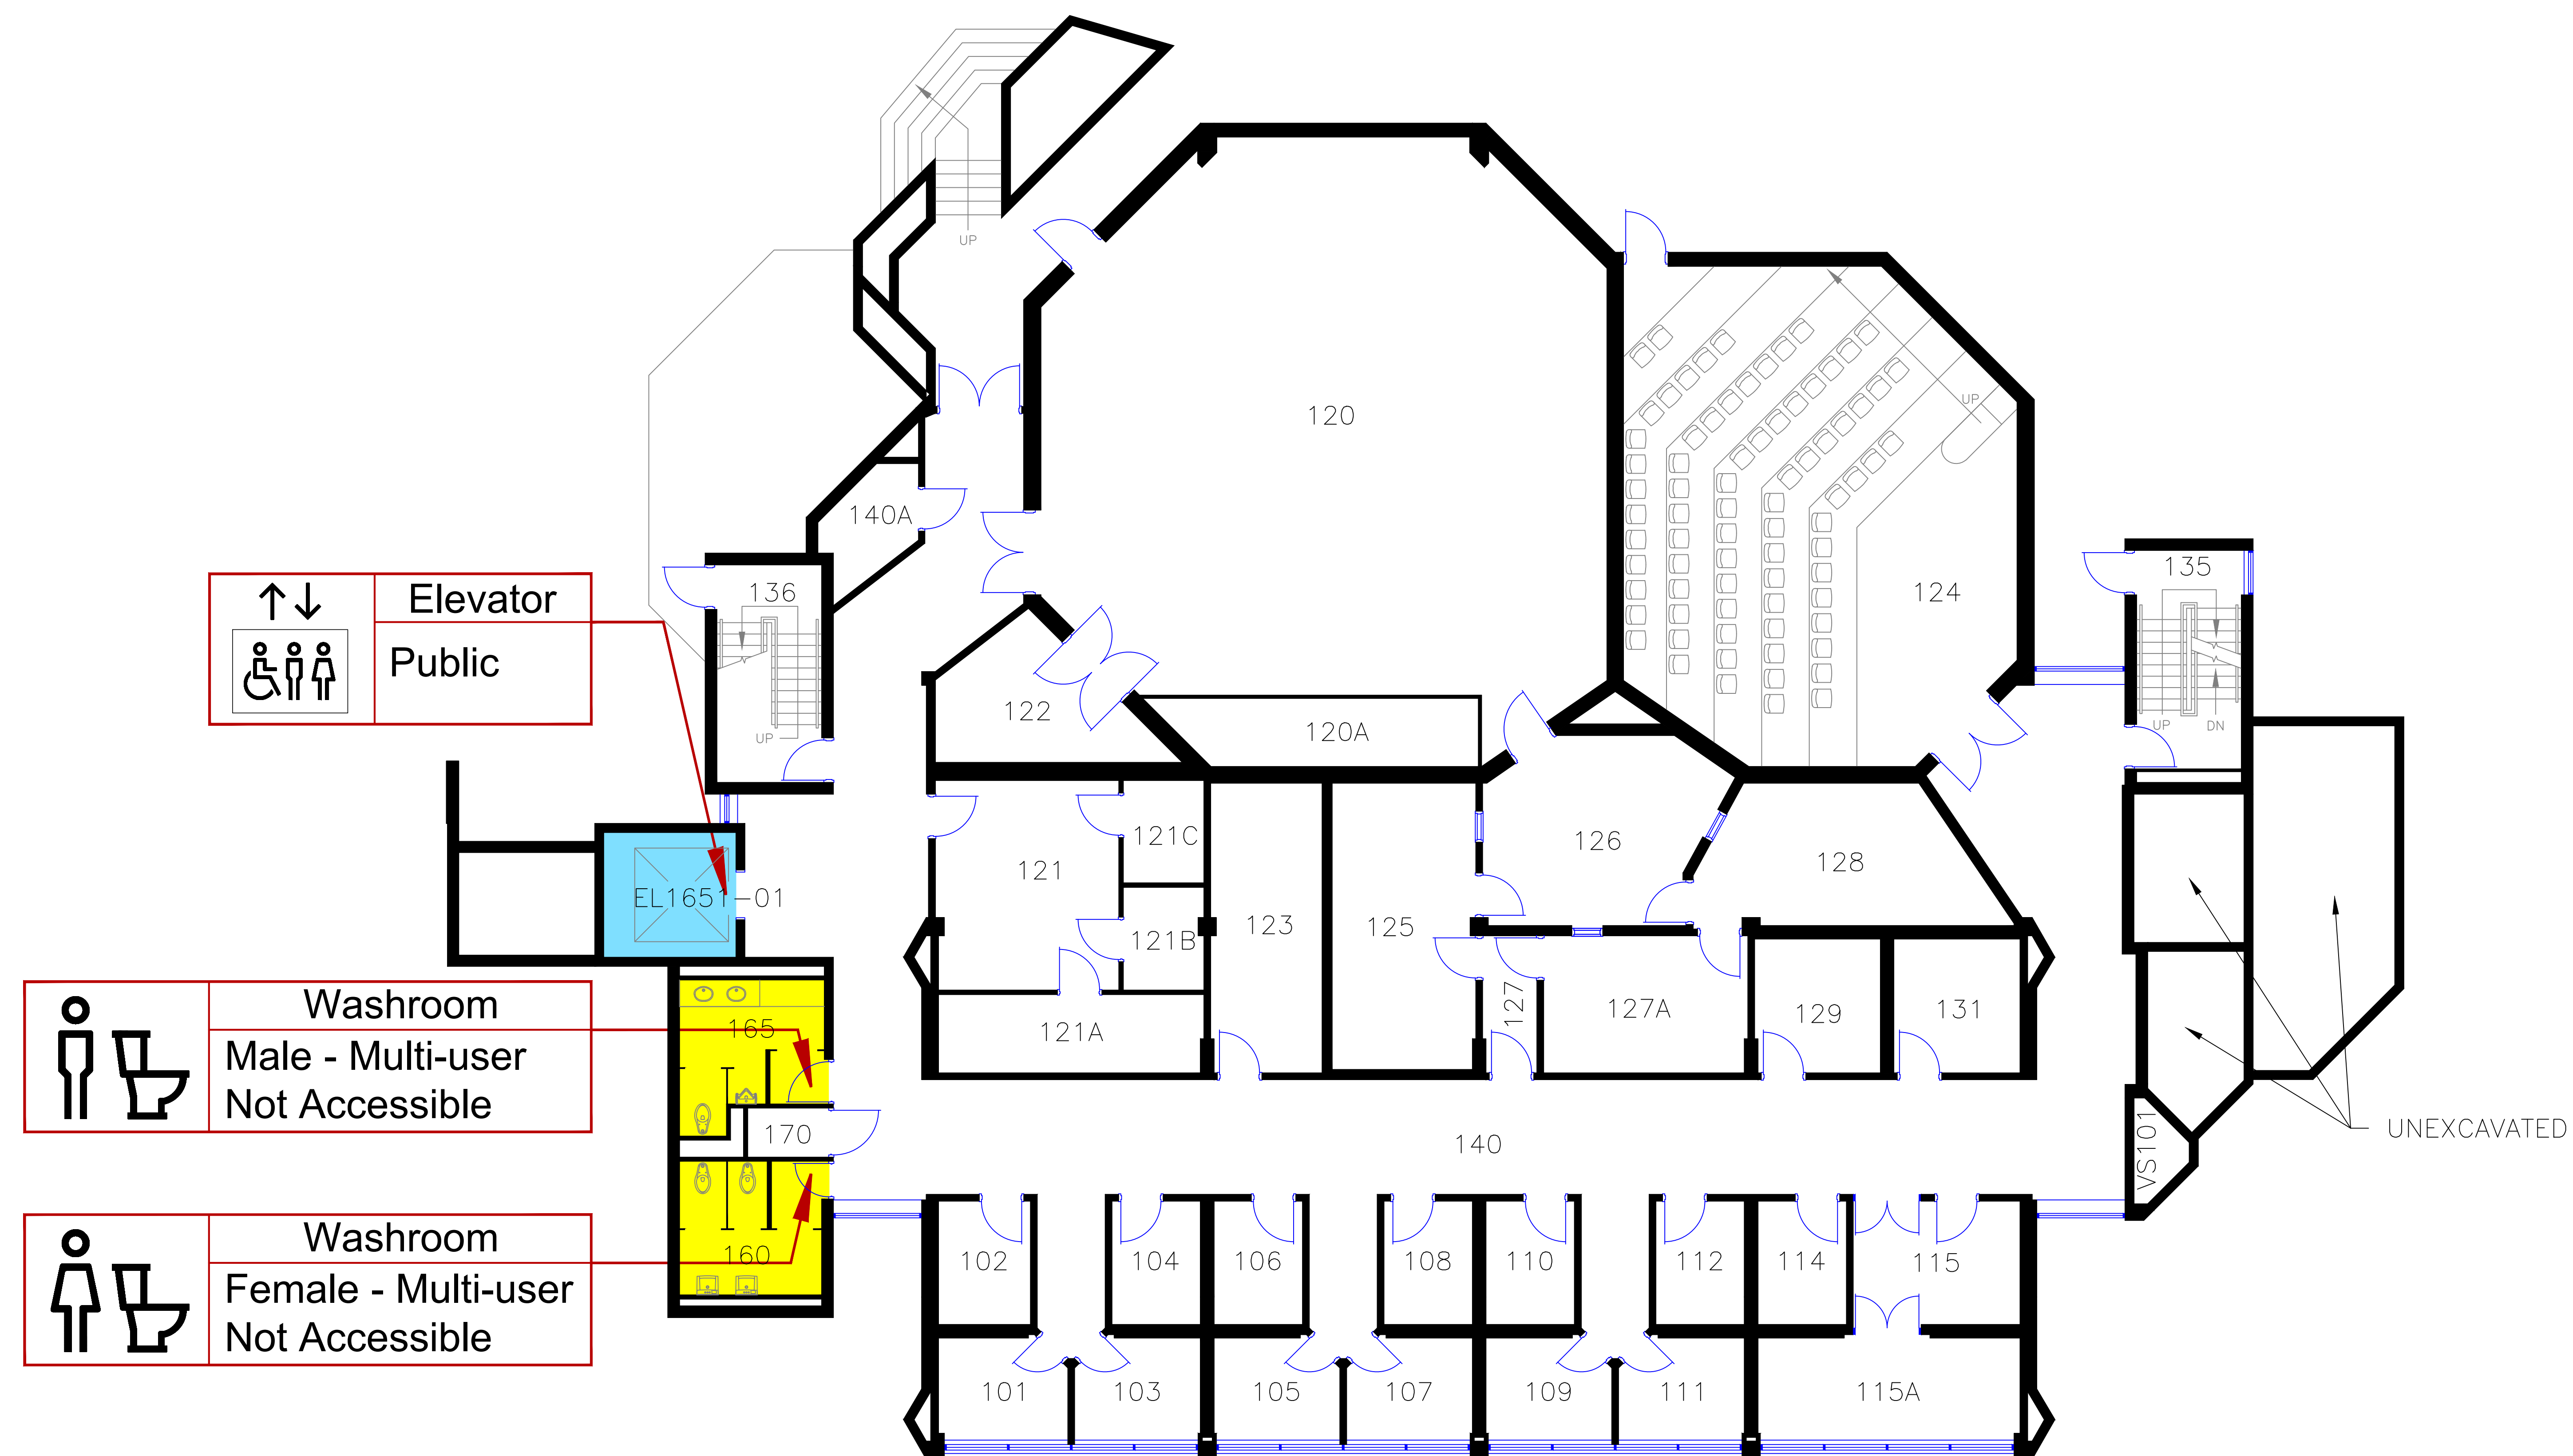 UP
120
UP
140A
136
124
135
Elevator
Public
122
120A
UP
UP
DN
121C
126
128
121
EL1651-01
123
125
121B
127
127A
129
131
Washroom
Male - Multi-user
Not Accessible
165
121A
170
140
VS101
UNEXCAVATED
Washroom
Female - Multi-user
Not Accessible
160
102
104
106
108
110
112
114
115
101
103
105
107
109
111
115A